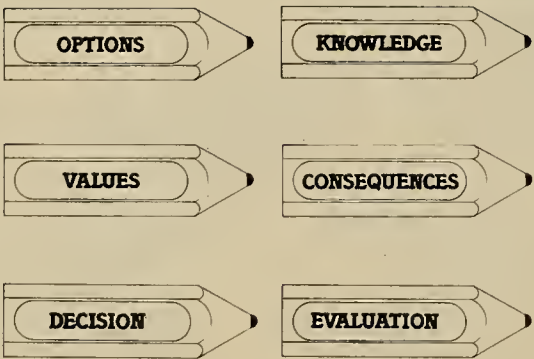 OPTIONS
KNOWLEDGE
VALUES
CONSEQUENCES
DECISION
EVALUATION